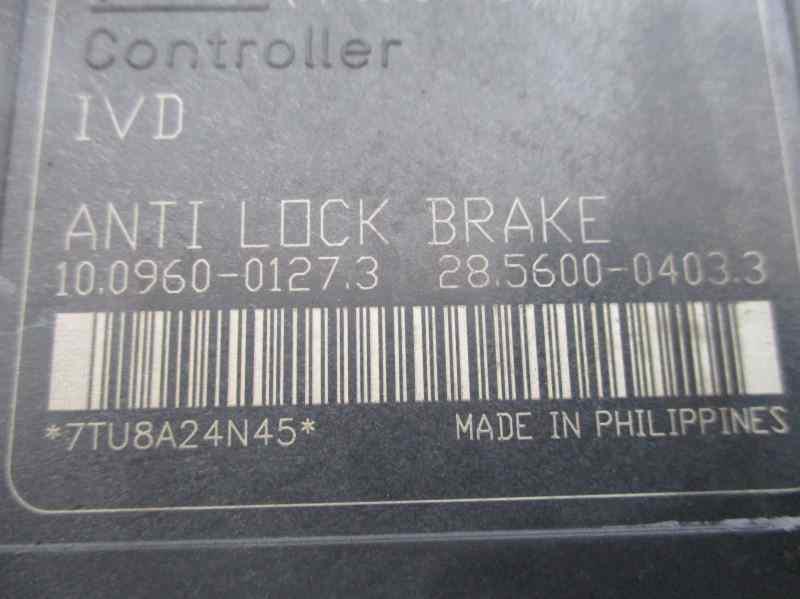 Controller
IVD
ANTI LOCK BRAKE
10.0960-0127.3 28.5600-0403.3
*7TU8A24N45* MADE IN PHILIPPINES